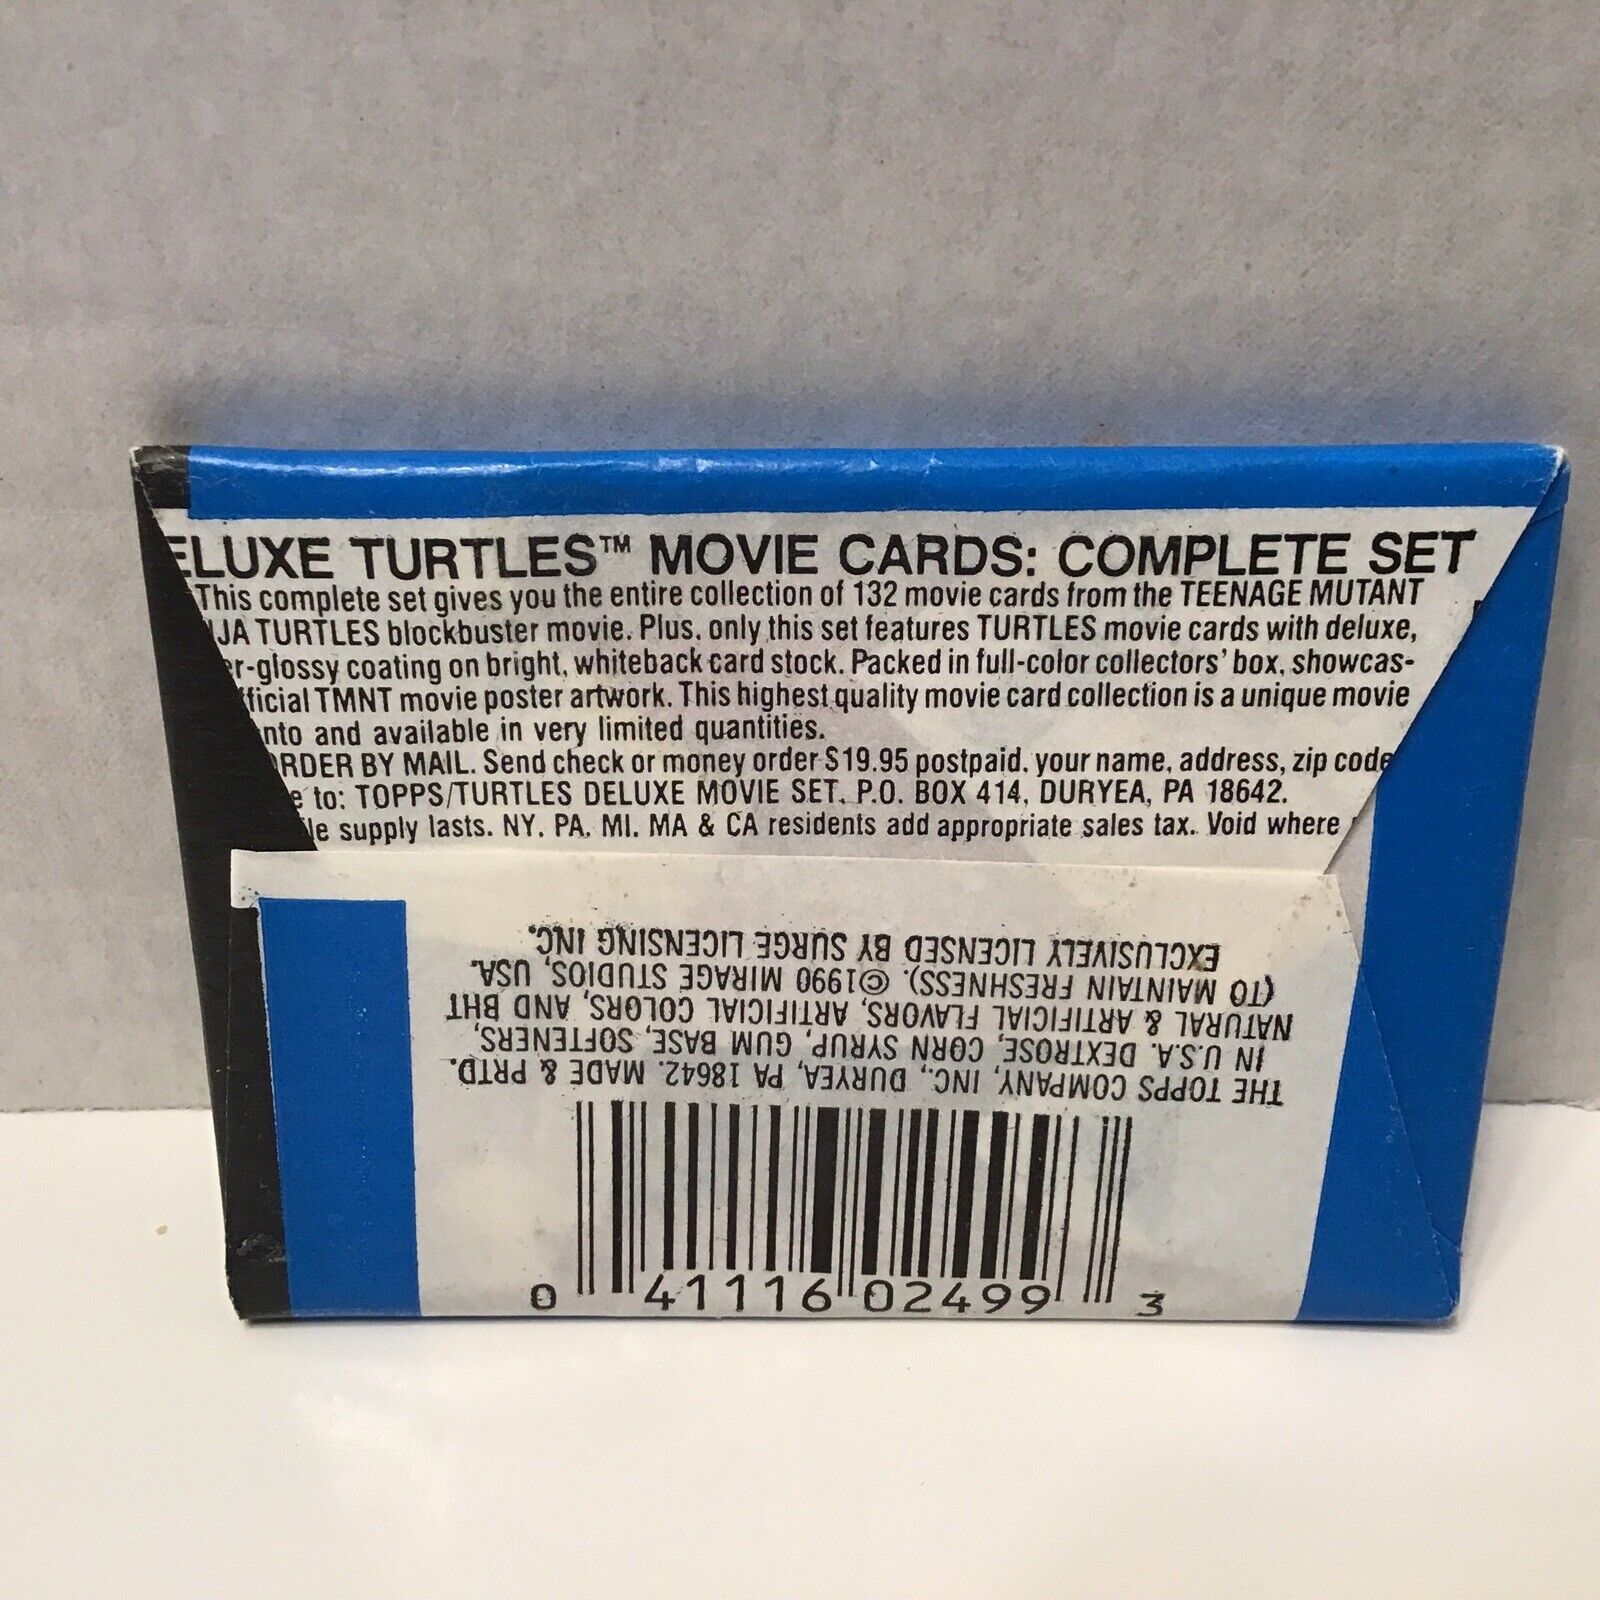 ELUXE TURTLES™ MOVIE CARDS: COMPLETE SET
This complete set gives you the entire collection of 132 movie cards from the TEENAGE MUTANT
JA TURTLES blockbuster movie. Plus, only this set features TURTLES movie cards with deluxe,
er-glossy coating on bright, whiteback card stock. Packed in full-color collectors' box, showcas-
fficial TMNT movie poster artwork. This highest quality movie card collection is a unique movie
nto and available in very limited quantities.
ORDER BY MAIL. Send check or money order $19.95 postpaid, your name, address, zip code
e to: TOPPS/TURTLES DELUXE MOVIE SET, P.O. BOX 414, DURYEA, PA 18642.
le supply lasts. NY, PA, MI, MA & CA residents add appropriate sales tax. Void where
THE TOPPS COMPANY, INC., DURYEA, PA 18642. MADE & PRTD.
IN U.S.A. DEXTROSE, CORN SYRUP, GUM BASE, SOFTENERS,
NATURAL & ARTIFICIAL FLAVORS, ARTIFICIAL COLORS, AND BHT
(TO MAINTAIN FRESHNESS). ©1990 MIRAGE STUDIOS, USA.
EXCLUSIVELY LICENSED BY SURGE LICENSING INC.
0 41116 02499 3